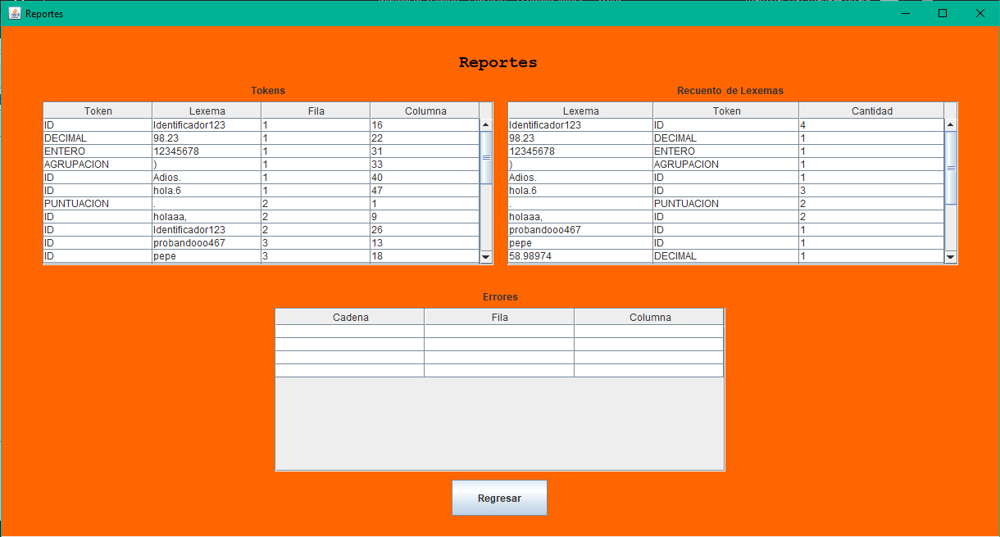 Reportes
Reportes
Tokens
Token Lexema Fila Columna
ID Identificador123 1 16
DECIMAL 98.23 1 22
ENTERO 12345678 1 31
AGRUPACION ) 1 33
ID Adios. 1 40
ID hola.6 1 47
PUNTUACION . 2 1
ID holaaa, 2 9
ID Identificador123 2 26
ID probandooo467 3 13
ID pepe 3 18
Recuento de Lexemas
Lexema Token Cantidad
Identificador123 ID 4
98.23 DECIMAL 1
12345678 ENTERO 1
) AGRUPACION 1
Adios. ID 1
hola.6 ID 3
. PUNTUACION 2
holaaa, ID 2
probandooo467 ID 1
pepe ID 1
58.98974 DECIMAL 1
Errores
Cadena Fila Columna
Regresar